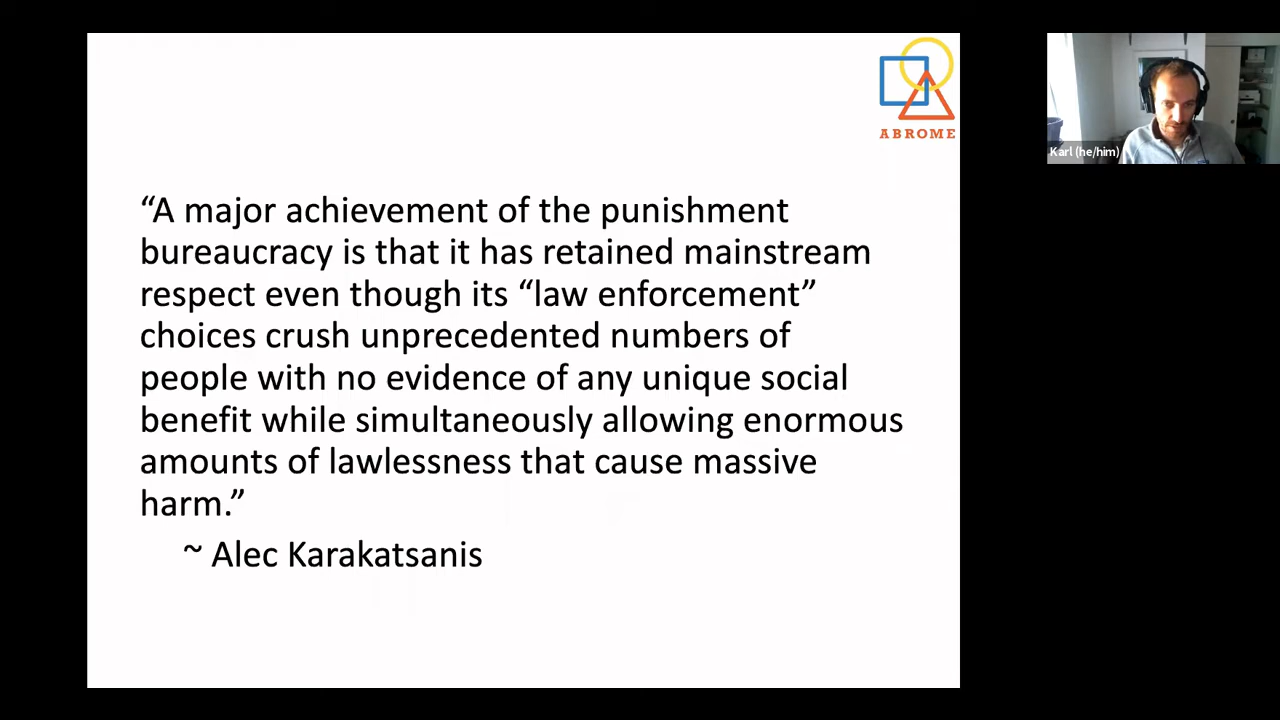 ABROME
Karl (he/him)
“A major achievement of the punishment
bureaucracy is that it has retained mainstream
respect even though its “law enforcement”
choices crush unprecedented numbers of
people with no evidence of any unique social
benefit while simultaneously allowing enormous
amounts of lawlessness that cause massive
harm.”
~ Alec Karakatsanis